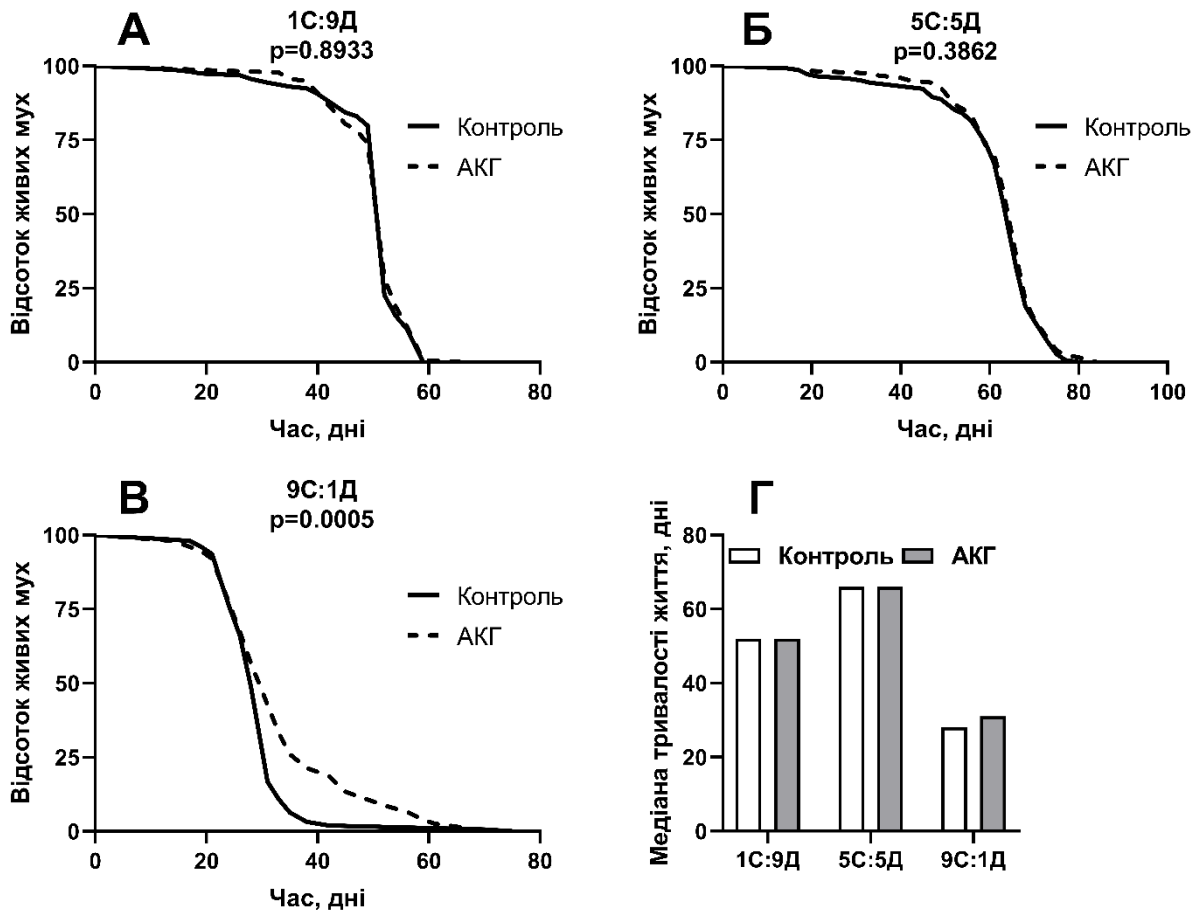 А
1С:9Д
p=0.8933
Відсоток живих мух
100
75
50
25
0
0 20 40 60 80
Час, дні
Контроль
АКГ
Б
5С:5Д
p=0.3862
Відсоток живих мух
100
75
50
25
0
0 20 40 60 80 100
Час, дні
Контроль
АКГ
В
9С:1Д
p=0.0005
Відсоток живих мух
100
75
50
25
0
0 20 40 60 80
Час, дні
Контроль
АКГ
Г
Медіана тривалості життя, дні
80
60
40
20
0
Контроль АКГ
1С:9Д 5С:5Д 9С:1Д